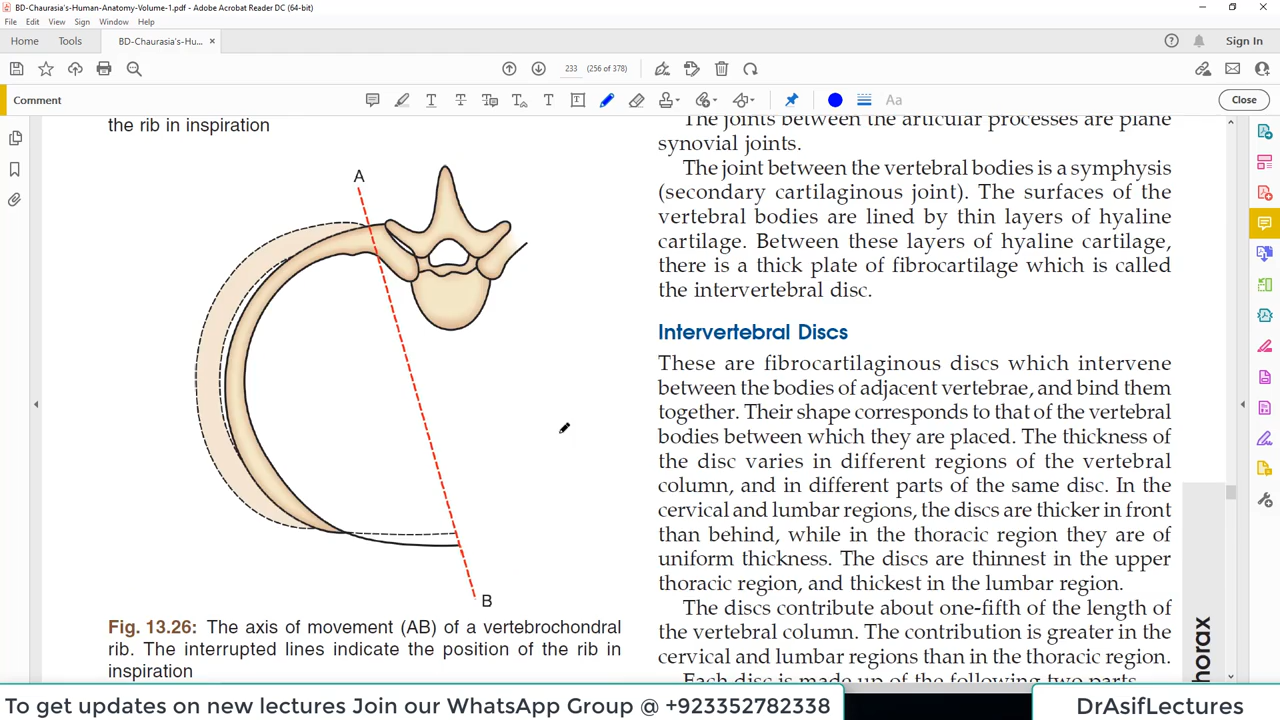 BD-Chaurasia's-Human-Anatomy-Volume-1.pdf - Adobe Acrobat Reader DC (64-bit)
File Edit View Sign Window Help
Home Tools BD-Chaurasia's-Hu... × Sign In
233 (256 of 378)
Comment Aa Close
the rib in inspiration
A
B
Fig. 13.26: The axis of movement (AB) of a vertebrochondral
rib. The interrupted lines indicate the position of the rib in
inspiration
The joints between the articular processes are plane
synovial joints.
The joint between the vertebral bodies is a symphysis
(secondary cartilaginous joint). The surfaces of the
vertebral bodies are lined by thin layers of hyaline
cartilage. Between these layers of hyaline cartilage,
there is a thick plate of fibrocartilage which is called
the intervertebral disc.
Intervertebral Discs
These are fibrocartilaginous discs which intervene
between the bodies of adjacent vertebrae, and bind them
together. Their shape corresponds to that of the vertebral
bodies between which they are placed. The thickness of
the disc varies in different regions of the vertebral
column, and in different parts of the same disc. In the
cervical and lumbar regions, the discs are thicker in front
than behind, while in the thoracic region they are of
uniform thickness. The discs are thinnest in the upper
thoracic region, and thickest in the lumbar region.
The discs contribute about one-fifth of the length of
the vertebral column. The contribution is greater in the
cervical and lumbar regions than in the thoracic region.
Each disc is made up of the following two parts
horax
To get updates on new lectures Join our WhatsApp Group @ +923352782338
DrAsifLectures